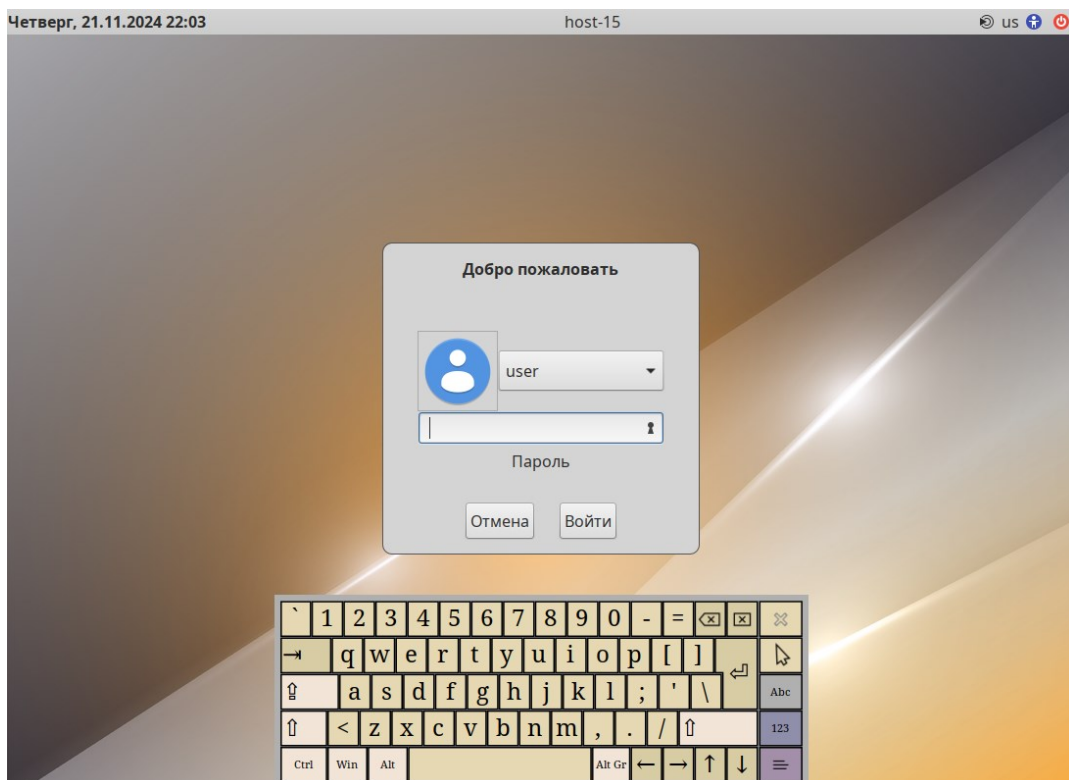 Четверг, 21.11.2024 22:03 host-15 us
Добро пожаловать
user
Пароль
Отмена Войти
` 1 2 3 4 5 6 7 8 9 0 - =
q w e r t y u i o p [ ]
a s d f g h j k l ; ' \ Abc
< z x c v b n m , . / 123
Ctrl Win Alt Alt Gr ← → ↑ ↓